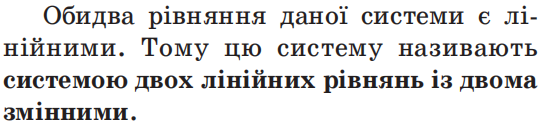 Обидва рівняння даної системи є лі-
нійними. Тому цю систему називають
системою двох лінійних рівнянь із двома
змінними.